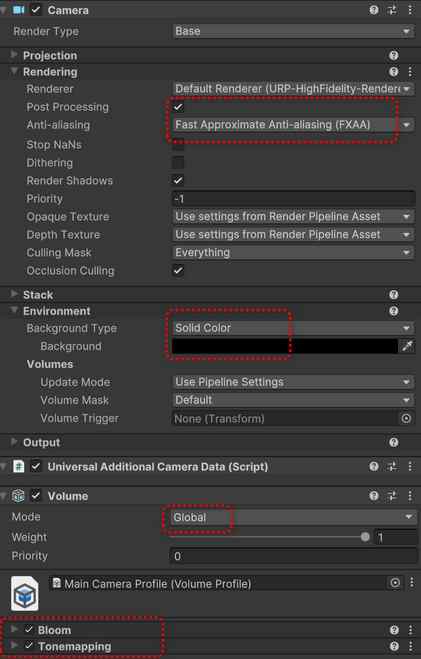 Camera
Render Type Base
Projection
Rendering
Renderer Default Renderer (URP-HighFidelity-Rendere
Post Processing
Anti-aliasing Fast Approximate Anti-aliasing (FXAA)
Stop NaNs
Dithering
Render Shadows
Priority -1
Opaque Texture Use settings from Render Pipeline Asset
Depth Texture Use settings from Render Pipeline Asset
Culling Mask Everything
Occlusion Culling
Stack
Environment
Background Type Solid Color
Background
Volumes
Update Mode Use Pipeline Settings
Volume Mask Default
Volume Trigger None (Transform)
Output
# Universal Additional Camera Data (Script)
Volume
Mode Global
Weight 1
Priority 0
Main Camera Profile (Volume Profile)
Bloom
Tonemapping